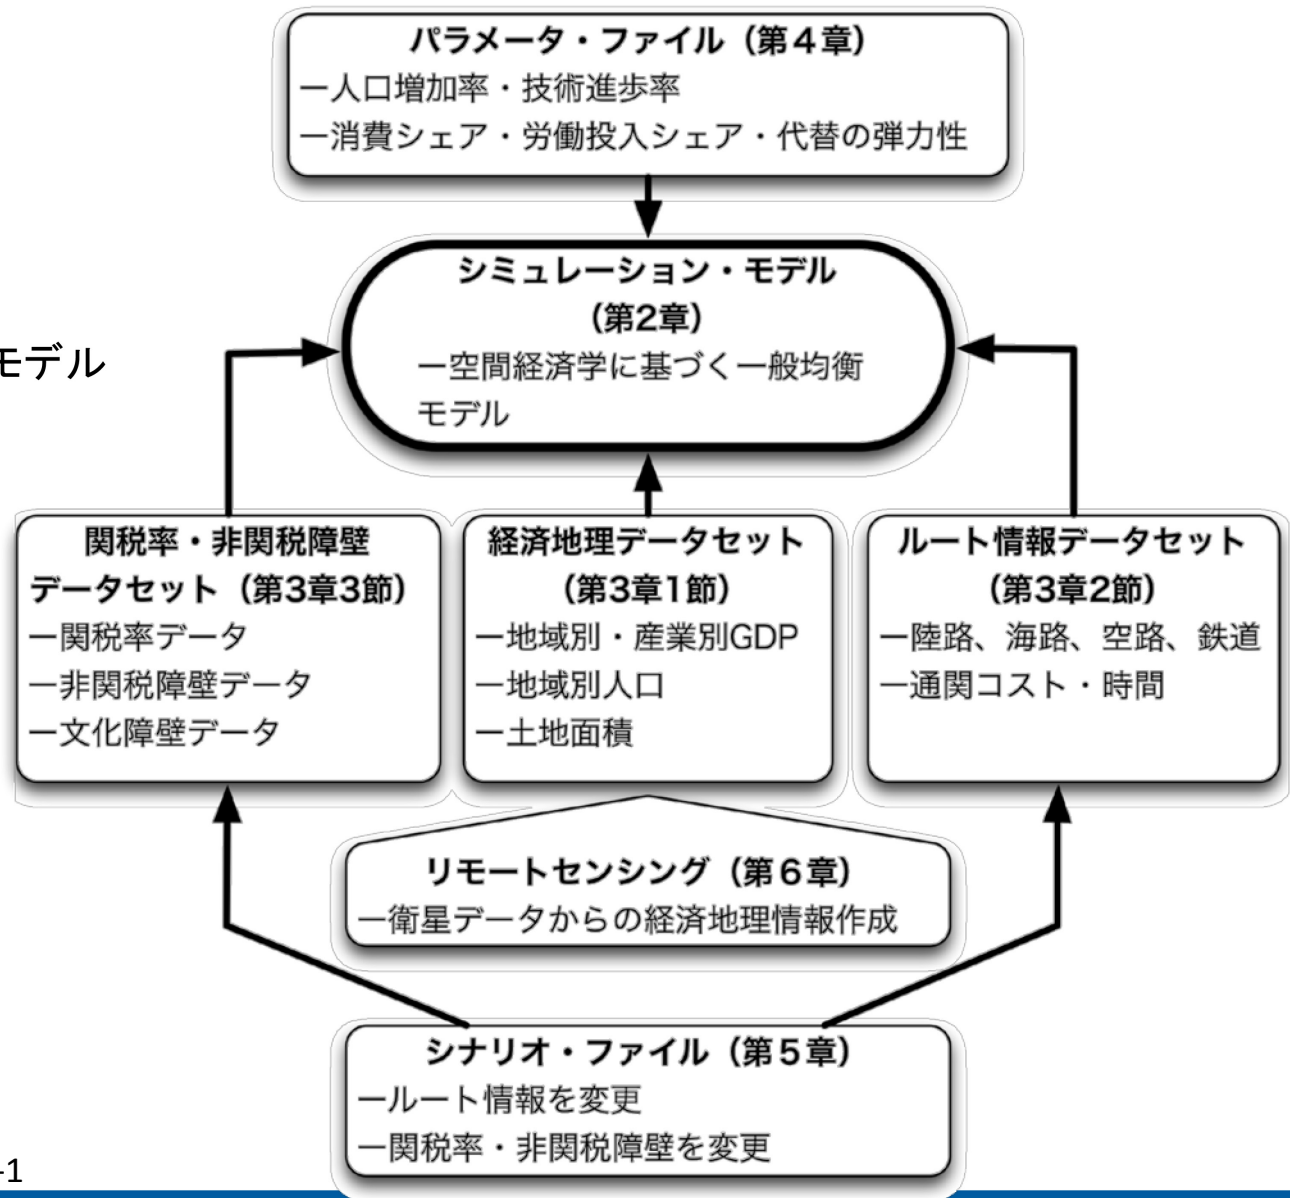 パラメータ・ファイル（第４章）
ー人口増加率・技術進歩率
ー消費シェア・労働投入シェア・代替の弾力性
シミュレーション・モデル
（第2章）
ー空間経済学に基づく一般均衡
モデル
モデル
関税率・非関税障壁
データセット（第3章3節）
ー関税率データ
ー非関税障壁データ
ー文化障壁データ
経済地理データセット
（第3章1節）
ー地域別・産業別GDP
ー地域別人口
ー土地面積
ルート情報データセット
（第3章2節）
ー陸路、海路、空路、鉄道
ー通関コスト・時間
リモートセンシング（第６章）
ー衛星データからの経済地理情報作成
シナリオ・ファイル（第５章）
ールート情報を変更
ー関税率・非関税障壁を変更
-1